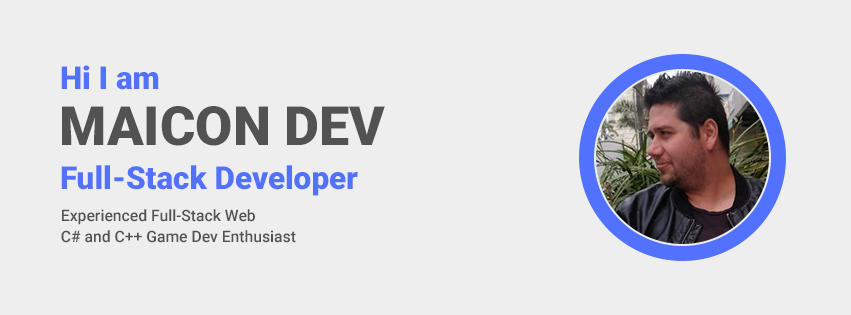 Hi I am
MAICON DEV
Full-Stack Developer
Experienced Full-Stack Web
C# and C++ Game Dev Enthusiast